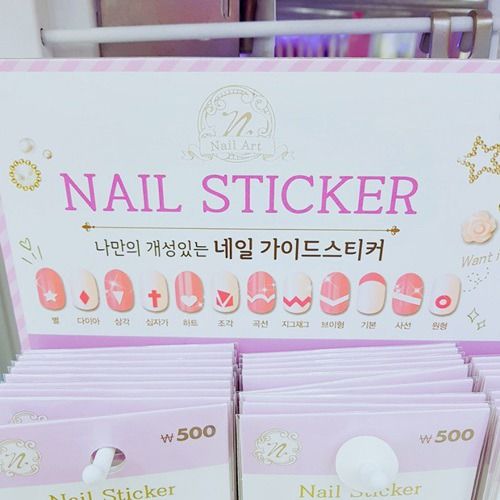 n.
Nail Art
NAIL STICKER
나만의 개성있는 네일 가이드스티커
Want i
별 다이아 삼각 십자가 하트 조각 곡선 지그재그 브이형 기본 사선 원형
₩500
₩500
n.
n.
Nail Sticker
Nail Sticker